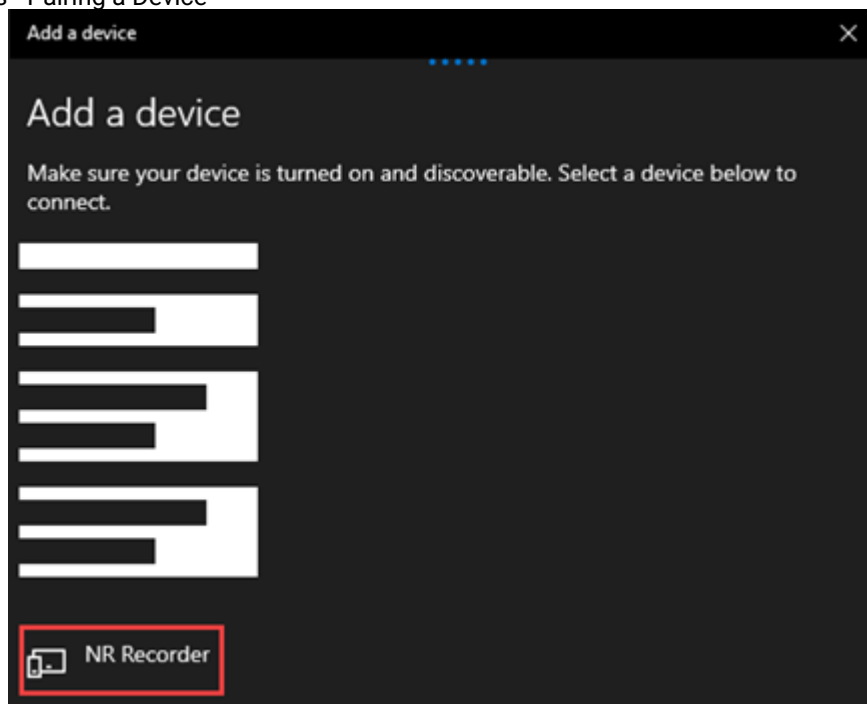 Pairing a Device
Add a device
Add a device
Make sure your device is turned on and discoverable. Select a device below to
connect.
NR Recorder